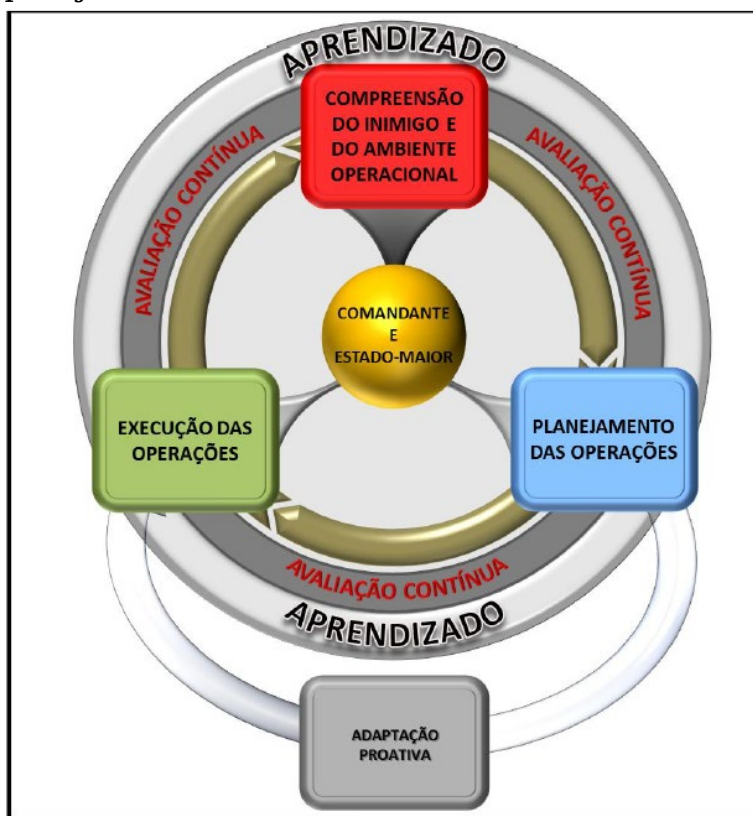 APRENDIZADO
COMPREENSÃO
DO INIMIGO E
DO AMBIENTE
OPERACIONAL
AVALIAÇÃO CONTÍNUA
AVALIAÇÃO CONTÍNUA
COMANDANTE
E
ESTADO-MAIOR
EXECUÇÃO DAS
OPERAÇÕES
PLANEJAMENTO
DAS OPERAÇÕES
AVALIAÇÃO CONTÍNUA
APRENDIZADO
ADAPTAÇÃO
PROATIVA